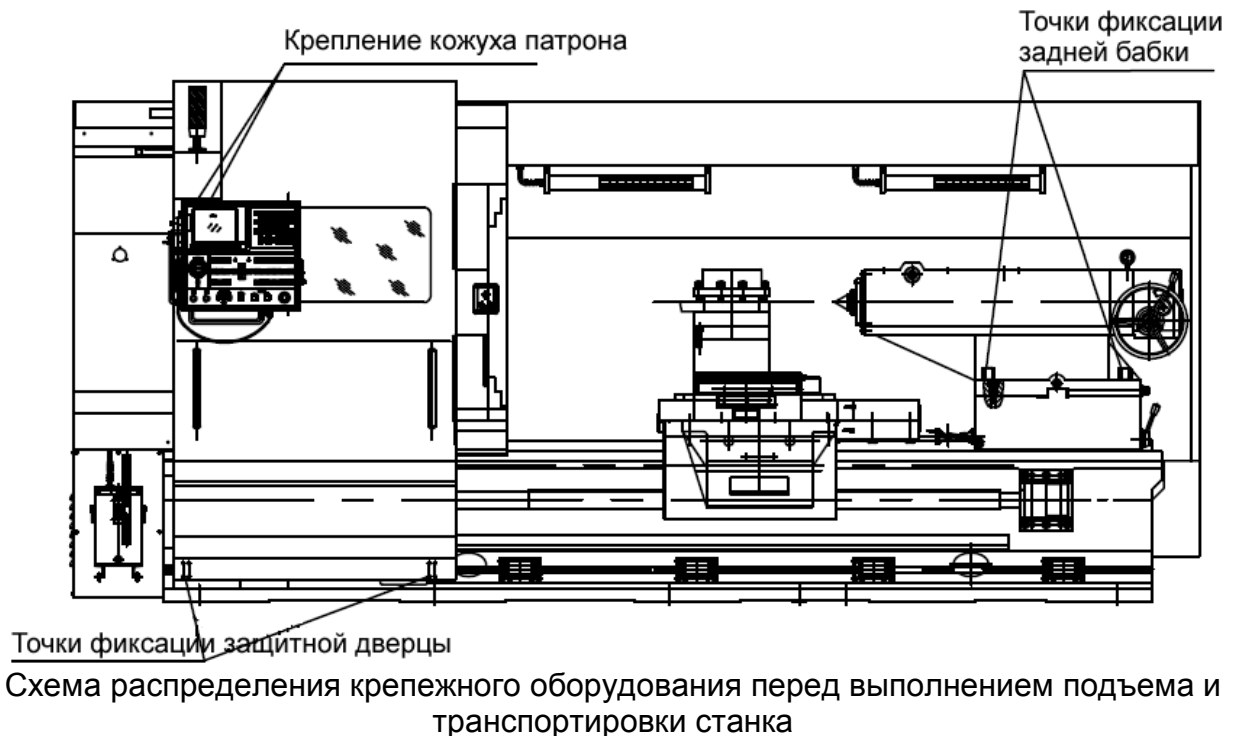 Точки фиксации
задней бабки
Крепление кожуха патрона
Точки фиксации защитной дверцы
Схема распределения крепежного оборудования перед выполнением подъема и
транспортировки станка